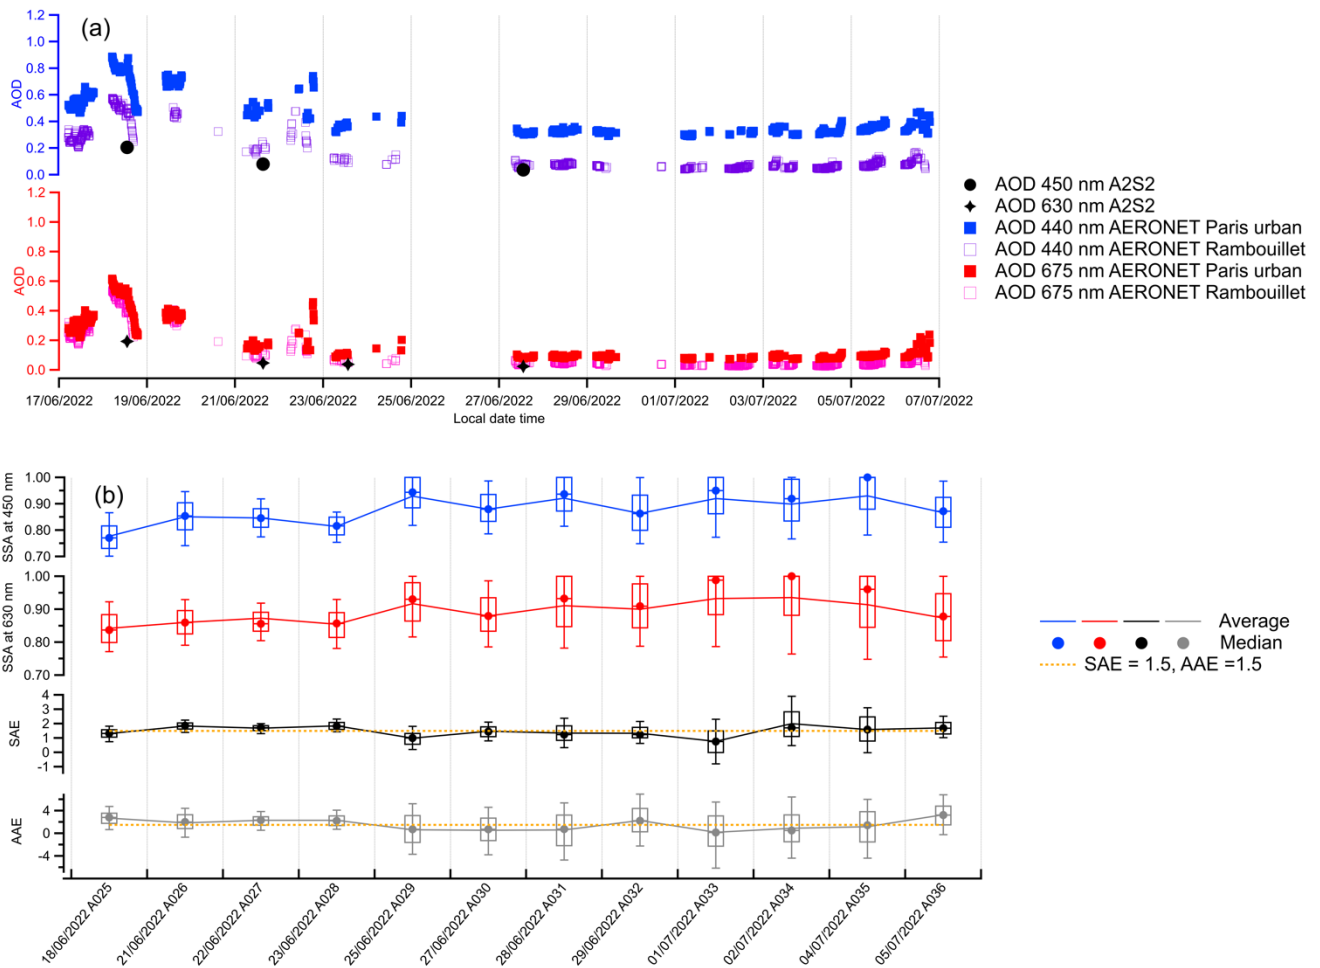 (a)
1.2
1.0
0.8
0.6
0.4
0.2
0.0
AOD
1.2
1.0
0.8
0.6
0.4
0.2
0.0
AOD
17/06/2022 19/06/2022 21/06/2022 23/06/2022 25/06/2022 27/06/2022 29/06/2022 01/07/2022 03/07/2022 05/07/2022 07/07/2022
Local date time
AOD 450 nm A2S2
AOD 630 nm A2S2
AOD 440 nm AERONET Paris urban
AOD 440 nm AERONET Rambouillet
AOD 675 nm AERONET Paris urban
AOD 675 nm AERONET Rambouillet
(b)
1.00
0.90
0.80
0.70
SSA at 450 nm
1.00
0.90
0.80
0.70
SSA at 630 nm
4
3
2
1
0
-1
SAE
4
0
-4
AAE
18/06/2022 A025
21/06/2022 A026
22/06/2022 A027
23/06/2022 A028
25/06/2022 A029
27/06/2022 A030
28/06/2022 A031
29/06/2022 A032
01/07/2022 A033
02/07/2022 A034
04/07/2022 A035
05/07/2022 A036
Average
Median
SAE = 1.5, AAE =1.5